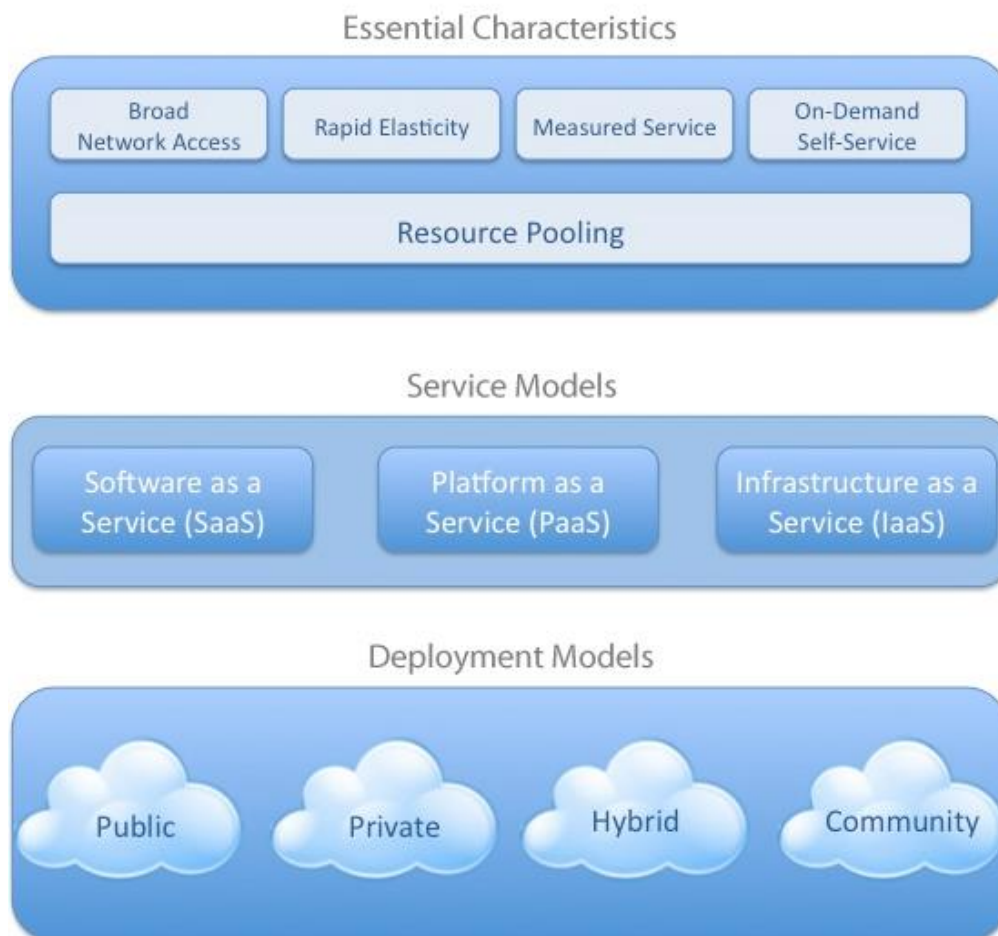 Essential Characteristics
Broad
Network Access
Rapid Elasticity
Measured Service
On-Demand
Self-Service
Resource Pooling
Service Models
Software as a
Service (SaaS)
Platform as a
Service (PaaS)
Infrastructure as a
Service (IaaS)
Deployment Models
Public
Private
Hybrid
Community